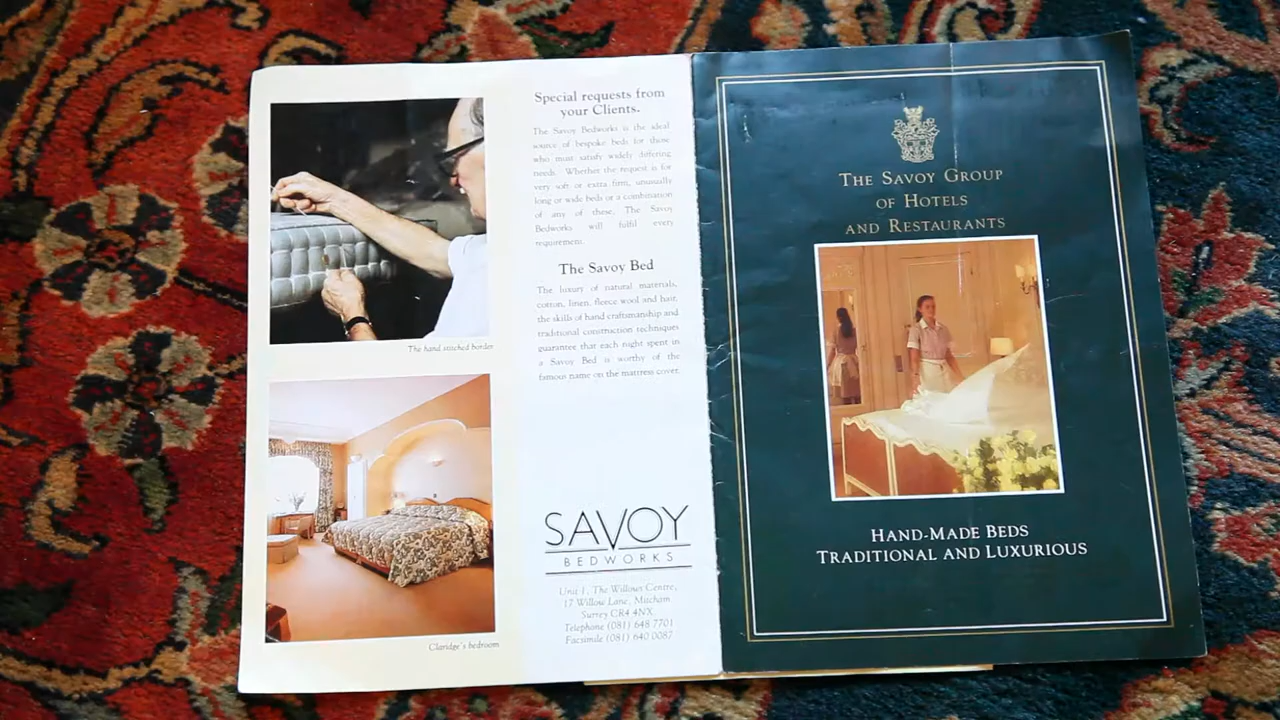 The hand stitched border
Claridge's bedroom
Special requests from
your Clients.
The Savoy Bedworks is the ideal
source of bespoke beds for those
who must satisfy widely differing
needs. Whether the request is for
very soft or extra-firm, unusually
long or wide beds or a combination
of any of these, The Savoy
Bedworks will fulfil every
requirement.
The Savoy Bed
The luxury of natural materials,
cotton, linen, fleece wool and hair,
the skills of hand craftsmanship and
traditional construction techniques
guarantee that each night spent in
a Savoy Bed is worthy of the
famous name on the mattress cover.
SAVOY
BEDWORKS
Unit 1, The Willows Centre,
17 Willow Lane, Mitcham
Surrey CR4 4NX.
Telephone (081) 648 7701
Facsimile (081) 640 0087
THE SAVOY GROUP
OF HOTELS
AND RESTAURANTS
HAND-MADE BEDS
TRADITIONAL AND LUXURIOUS